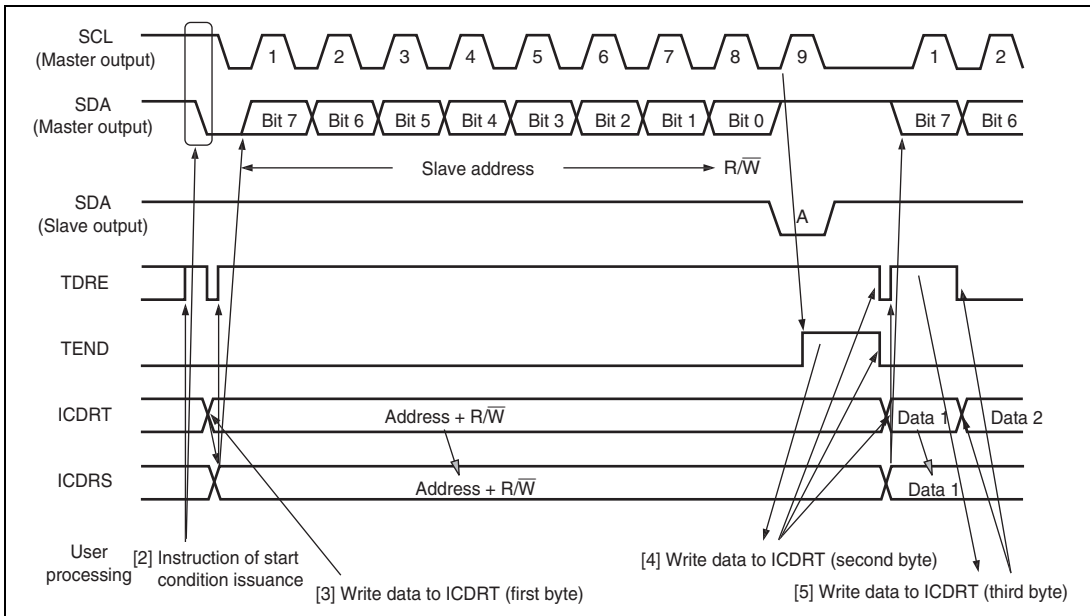 SCL
(Master output)
1 2 3 4 5 6 7 8 9 1 2
SDA
(Master output)
Bit 7 Bit 6 Bit 5 Bit 4 Bit 3 Bit 2 Bit 1 Bit 0 Bit 7 Bit 6
Slave address R/W̅
SDA
(Slave output)
A
TDRE
TEND
ICDRT
Address + R/W̅ Data 1 Data 2
ICDRS
Address + R/W̅ Data 1
User
processing
[2] Instruction of start
condition issuance
[3] Write data to ICDRT (first byte)
[4] Write data to ICDRT (second byte)
[5] Write data to ICDRT (third byte)